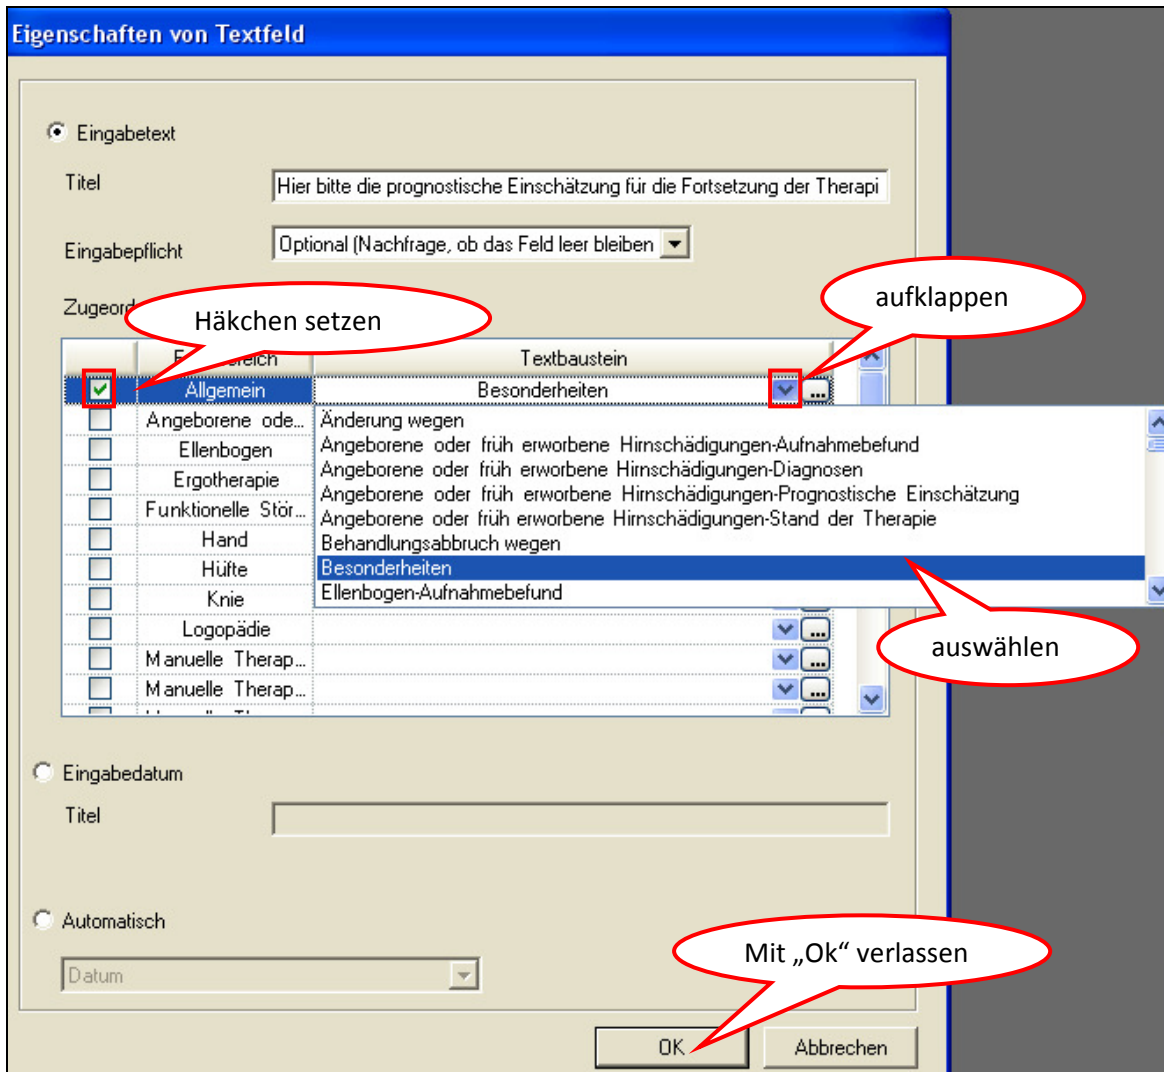 Eigenschaften von Textfeld
Eingabetext
Titel
Hier bitte die prognostische Einschätzung für die Fortsetzung der Therapi
Eingabepflicht
Optional (Nachfrage, ob das Feld leer bleiben
aufklappen
Häkchen setzen
Textbaustein
Allgemein Besonderheiten ...
Angeborene ode... Änderung wegen
Angeborene oder früh erworbene Hirnschädigungen-Aufnahmebefund
Ellenbogen
Angeborene oder früh erworbene Hirnschädigungen-Diagnosen
Ergotherapie
Angeborene oder früh erworbene Hirnschädigungen-Prognostische Einschätzung
Funktionelle Stör...
Angeborene oder früh erworbene Hirnschädigungen-Stand der Therapie
Hand
Behandlungsabbruch wegen
Hüfte
Besonderheiten
Knie
Ellenbogen-Aufnahmebefund
Logopädie ...
auswählen
Manuelle Therap... ...
Manuelle Therap... ...
Eingabedatum
Titel
Automatisch
Mit „Ok“ verlassen
Datum
OK Abbrechen